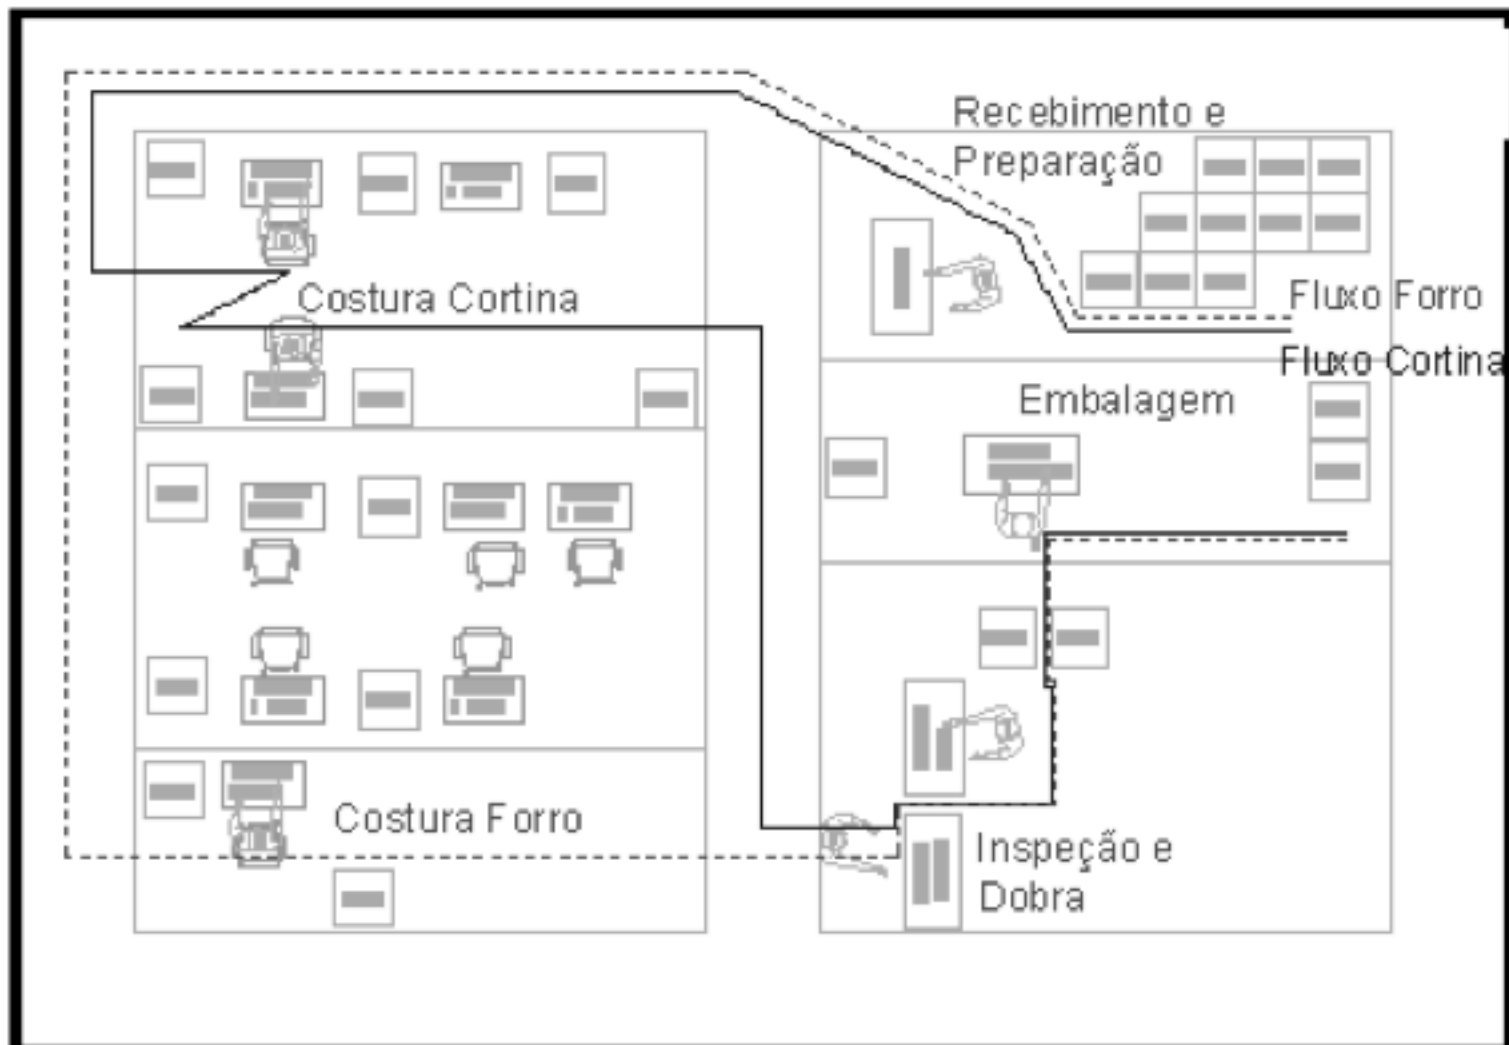 Recebimento e
Preparação
Fluxo Forro
Costura Cortina
Fluxo Cortina
Embalagem
Costura Forro
Inspeção e
Dobra